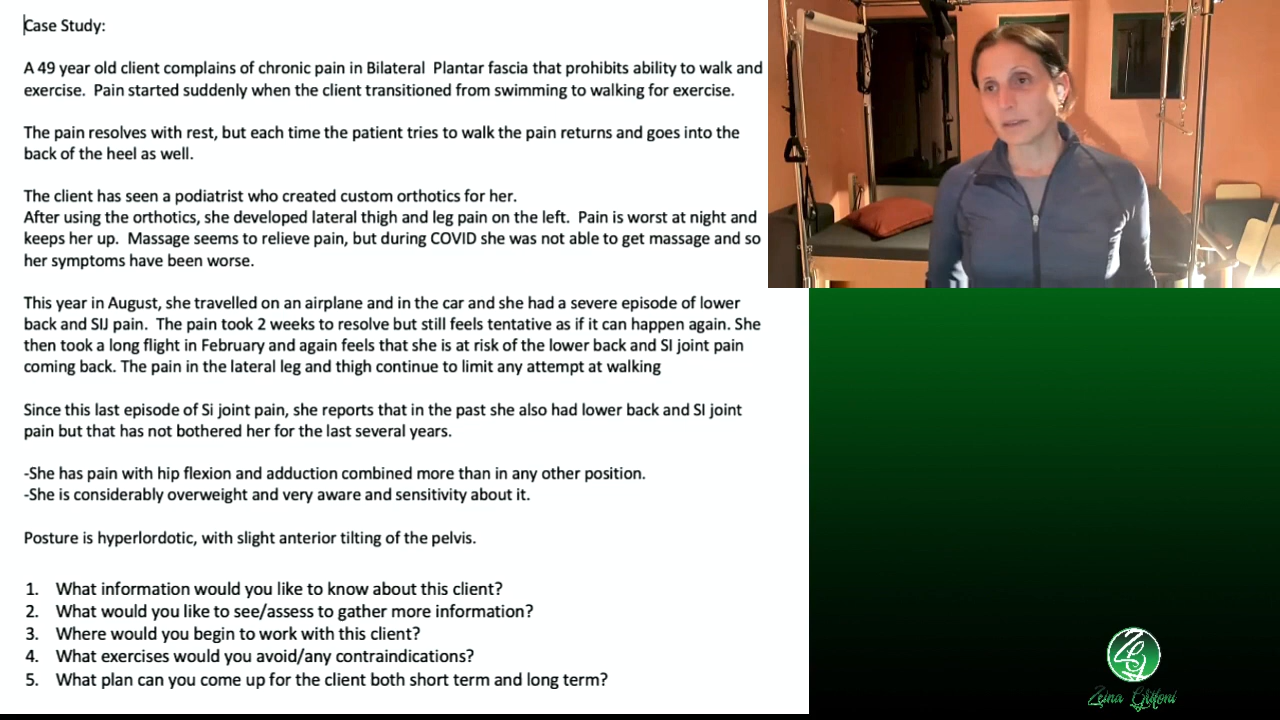 Case Study:
A 49 year old client complains of chronic pain in Bilateral Plantar fascia that prohibits ability to walk and
exercise. Pain started suddenly when the client transitioned from swimming to walking for exercise.
The pain resolves with rest, but each time the patient tries to walk the pain returns and goes into the
back of the heel as well.
The client has seen a podiatrist who created custom orthotics for her.
After using the orthotics, she developed lateral thigh and leg pain on the left. Pain is worst at night and
keeps her up. Massage seems to relieve pain, but during COVID she was not able to get massage and so
her symptoms have been worse.
This year in August, she travelled on an airplane and in the car and she had a severe episode of lower
back and SIJ pain. The pain took 2 weeks to resolve but still feels tentative as if it can happen again. She
then took a long flight in February and again feels that she is at risk of the lower back and SI joint pain
coming back. The pain in the lateral leg and thigh continue to limit any attempt at walking
Since this last episode of Si joint pain, she reports that in the past she also had lower back and SI joint
pain but that has not bothered her for the last several years.
-She has pain with hip flexion and adduction combined more than in any other position.
-She is considerably overweight and very aware and sensitivity about it.
Posture is hyperlordotic, with slight anterior tilting of the pelvis.
1. What information would you like to know about this client?
2. What would you like to see/assess to gather more information?
3. Where would you begin to work with this client?
4. What exercises would you avoid/any contraindications?
5. What plan can you come up for the client both short term and long term?
ZG
Zeina Grifoni